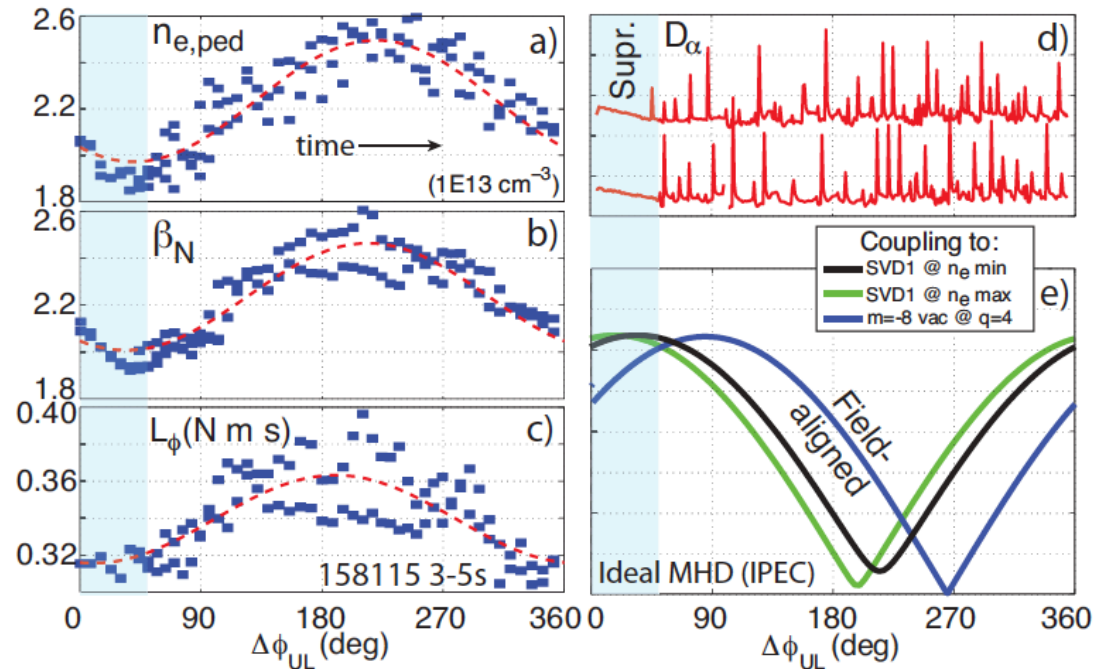 2.6
n_e,ped
a)
2.2
time
(1E13 cm⁻³)
1.8
2.6
β_N
b)
2.2
1.8
0.40
L_ϕ(N m s)
c)
0.36
0.32
158115 3-5s
0 90 180 270 360
Δϕ_UL (deg)
Supr.
D_α
d)
Coupling to:
SVD1 @ n_e min
SVD1 @ n_e max
m=-8 vac @ q=4
e)
Field-
aligned
Ideal MHD (IPEC)
0 90 180 270 360
Δϕ_UL (deg)